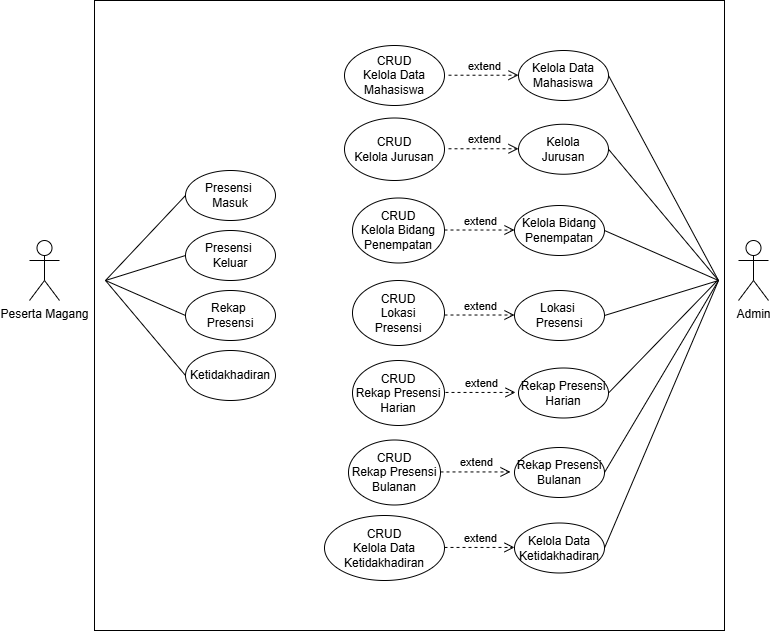 CRUD
Kelola Data
Mahasiswa
extend
Kelola Data
Mahasiswa
CRUD
Kelola Jurusan
extend
Kelola
Jurusan
Presensi
Masuk
CRUD
Kelola Bidang
Penempatan
extend
Kelola Bidang
Penempatan
Presensi
Keluar
Peserta Magang
Rekap
Presensi
CRUD
Lokasi
Presensi
extend
Lokasi
Presensi
Admin
Ketidakhadiran
CRUD
Rekap Presensi
Harian
extend
Rekap Presensi
Harian
CRUD
Rekap Presensi
Bulanan
extend
Rekap Presensi
Bulanan
CRUD
Kelola Data
Ketidakhadiran
extend
Kelola Data
Ketidakhadiran